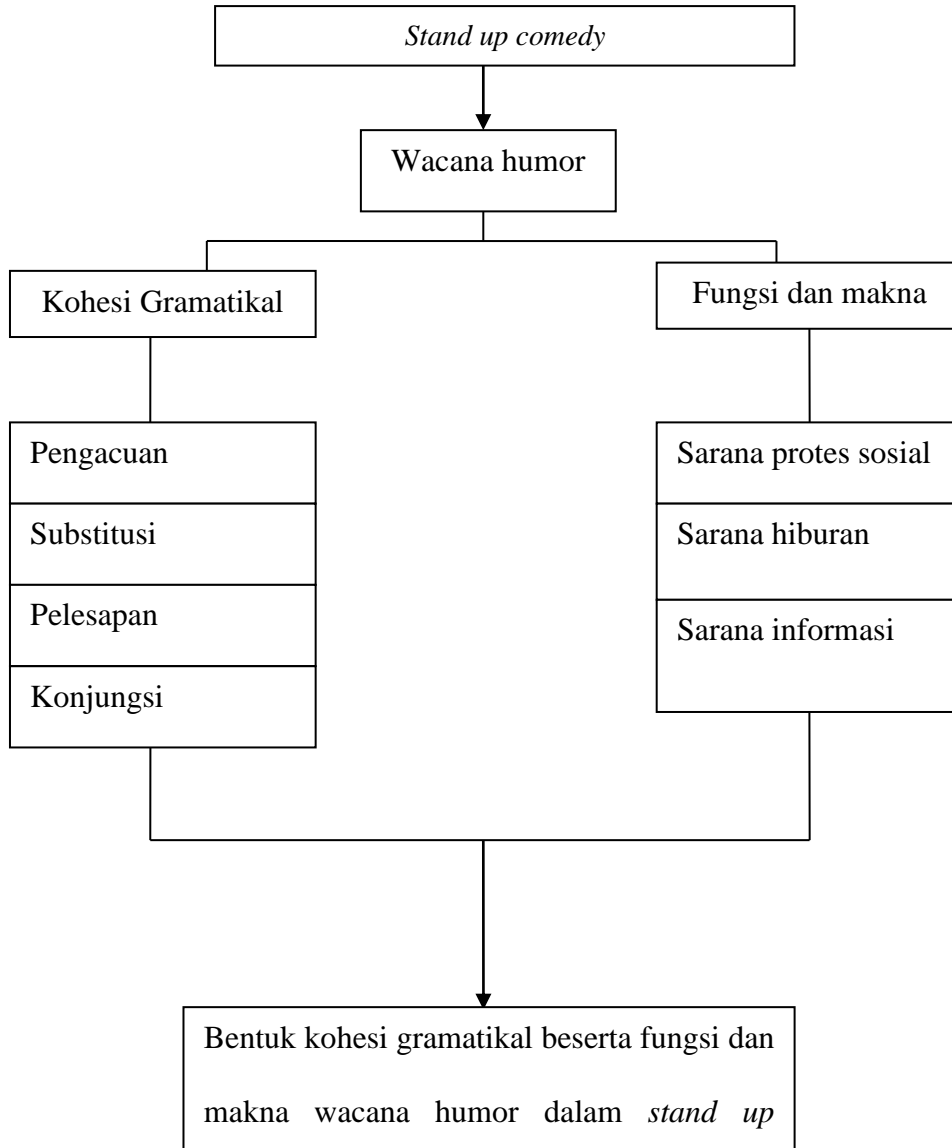 Stand up comedy
Wacana humor
Kohesi Gramatikal
Fungsi dan makna
Pengacuan
Substitusi
Pelesapan
Konjungsi
Sarana protes sosial
Sarana hiburan
Sarana informasi
Bentuk kohesi gramatikal beserta fungsi dan
makna wacana humor dalam stand up